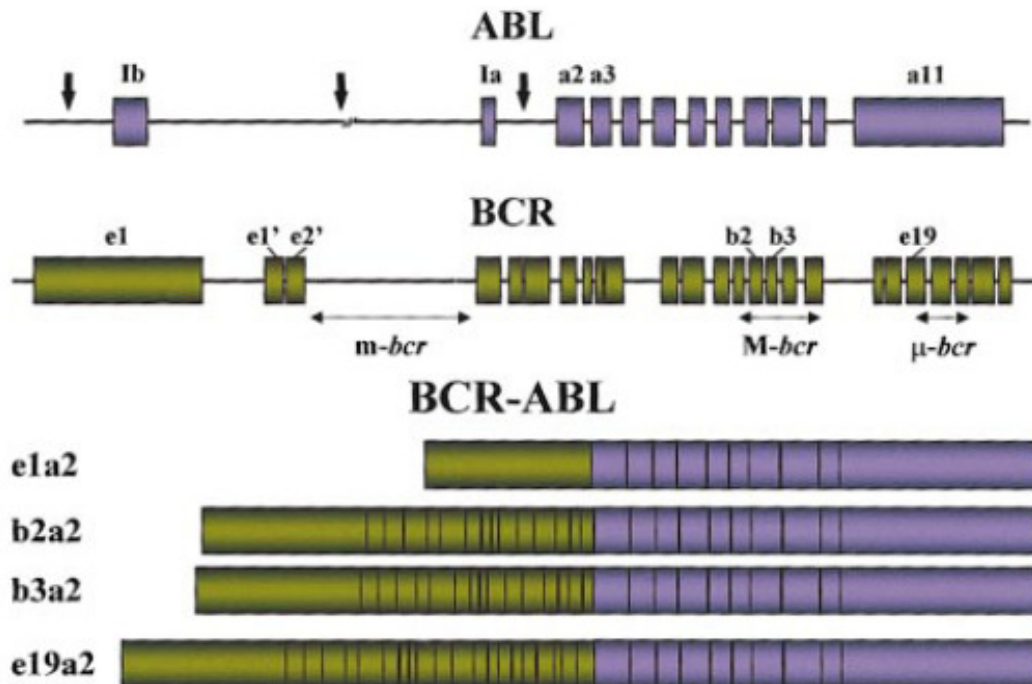 ABL
Ib Ia a2 a3 a11
BCR
e1 e1’ e2’ b2 b3 e19
m-bcr M-bcr μ-bcr
BCR-ABL
e1a2
b2a2
b3a2
e19a2